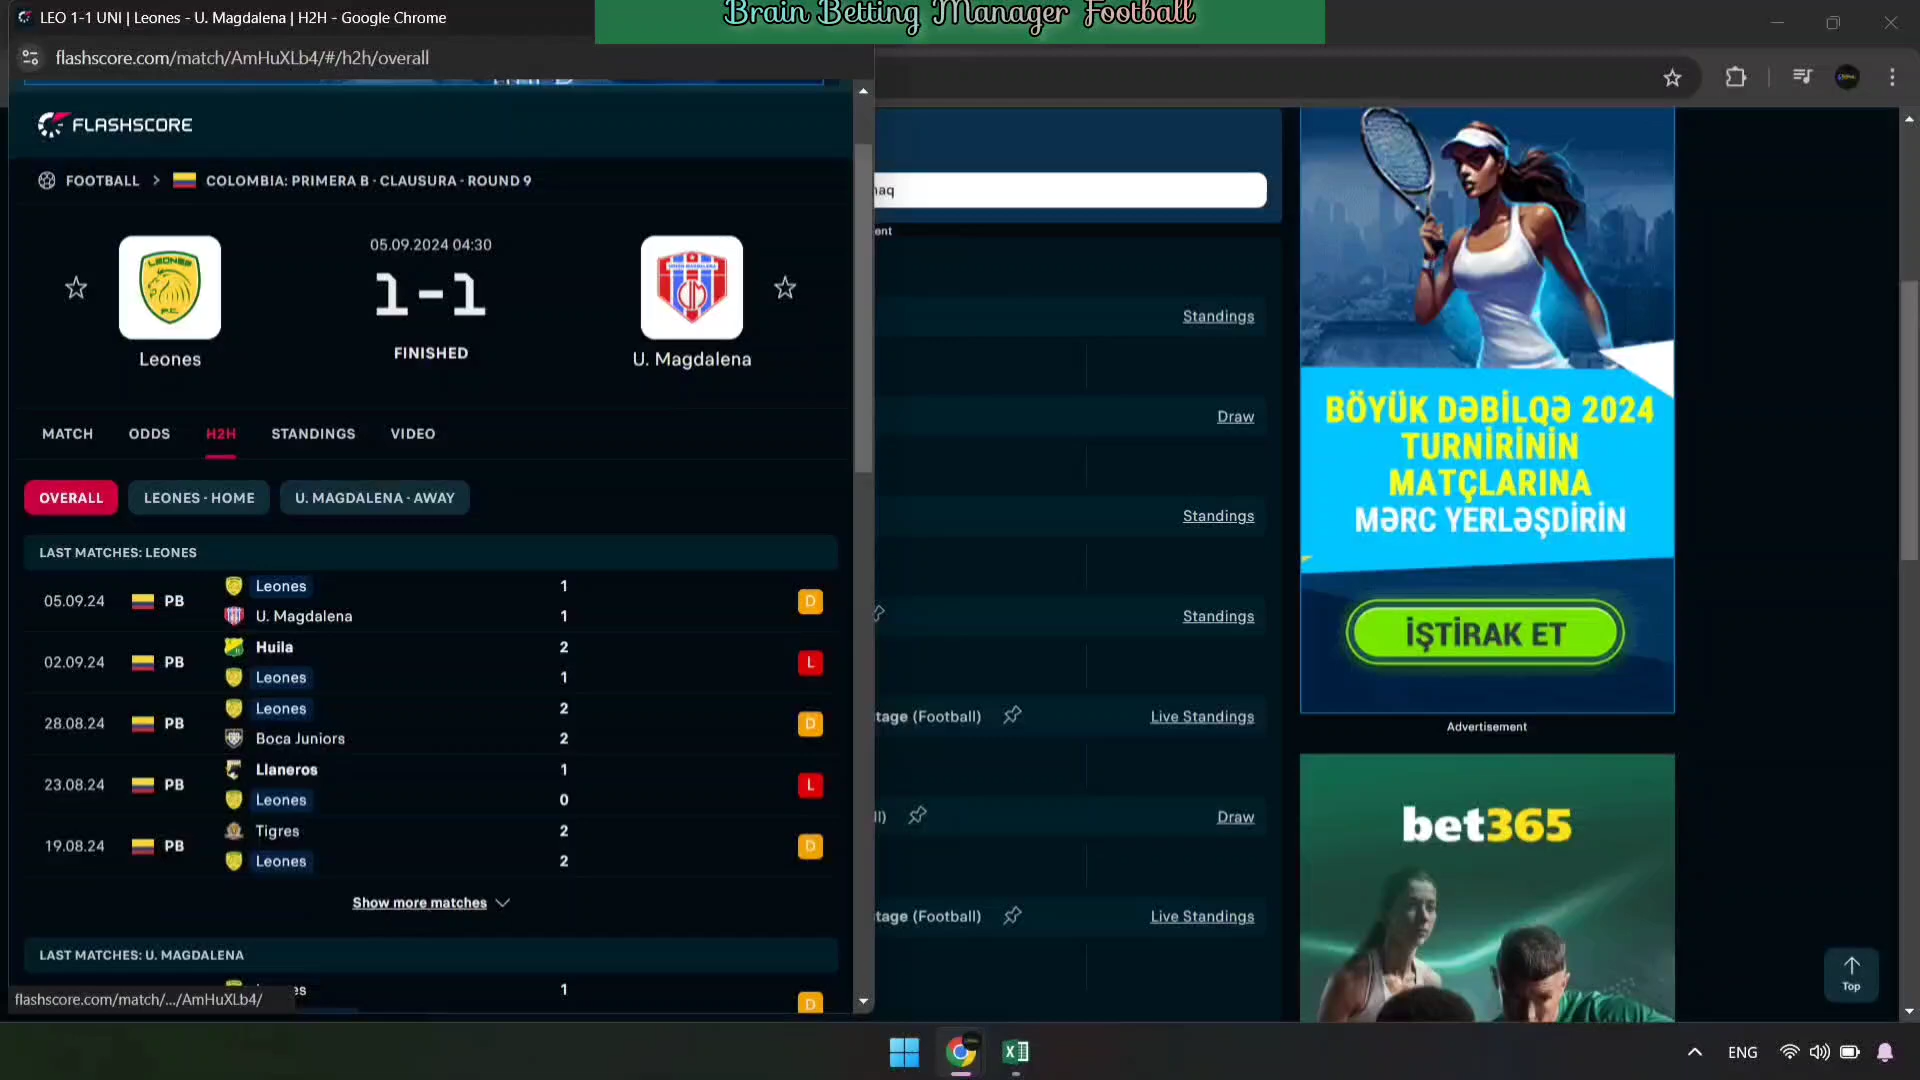 LEO 1-1 UNI | Leones - U. Magdalena | H2H - Google Chrome
Brain Betting Manager Football
flashscore.com/match/AmHuXLb4/#/h2h/overall
FLASHSCORE
FOOTBALL > COLOMBIA: PRIMERA B - CLAUSURA - ROUND 9
05.09.2024 04:30
1-1
FINISHED
Leones
U. Magdalena
MATCH ODDS H2H STANDINGS VIDEO
OVERALL LEONES - HOME U. MAGDALENA - AWAY
LAST MATCHES: LEONES
05.09.24 PB Leones 1 D
U. Magdalena 1
02.09.24 PB Huila 2 L
Leones 1
28.08.24 PB Leones 2 D
Boca Juniors 2
23.08.24 PB Llaneros 1 L
Leones 0
19.08.24 PB Tigres 2 D
Leones 2
Show more matches
LAST MATCHES: U. MAGDALENA
es 1 D
flashscore.com/match/.../AmHuXLb4/
naq
ent
Standings
Draw
Standings
Standings
tage (Football) Live Standings
ll) Draw
tage (Football) Live Standings
BÖYÜK DƏBİLQƏ 2024
TURNİRİNİN
MATÇLARINA
MƏRC YERLƏŞDİRİN
İŞTİRAK ET
Advertisement
bet365
Top
ENG